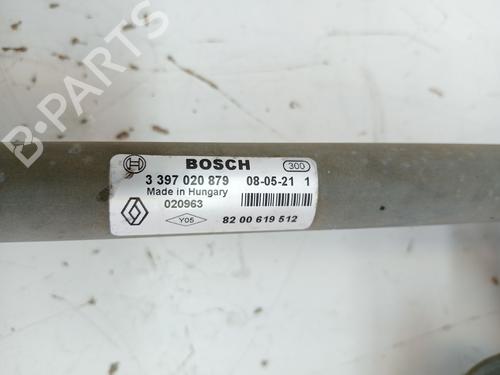 BOSCH 300
3 397 020 879 08-05-21 1
Made in Hungary
020963
Y05 82 00 619 512
B-PARTS